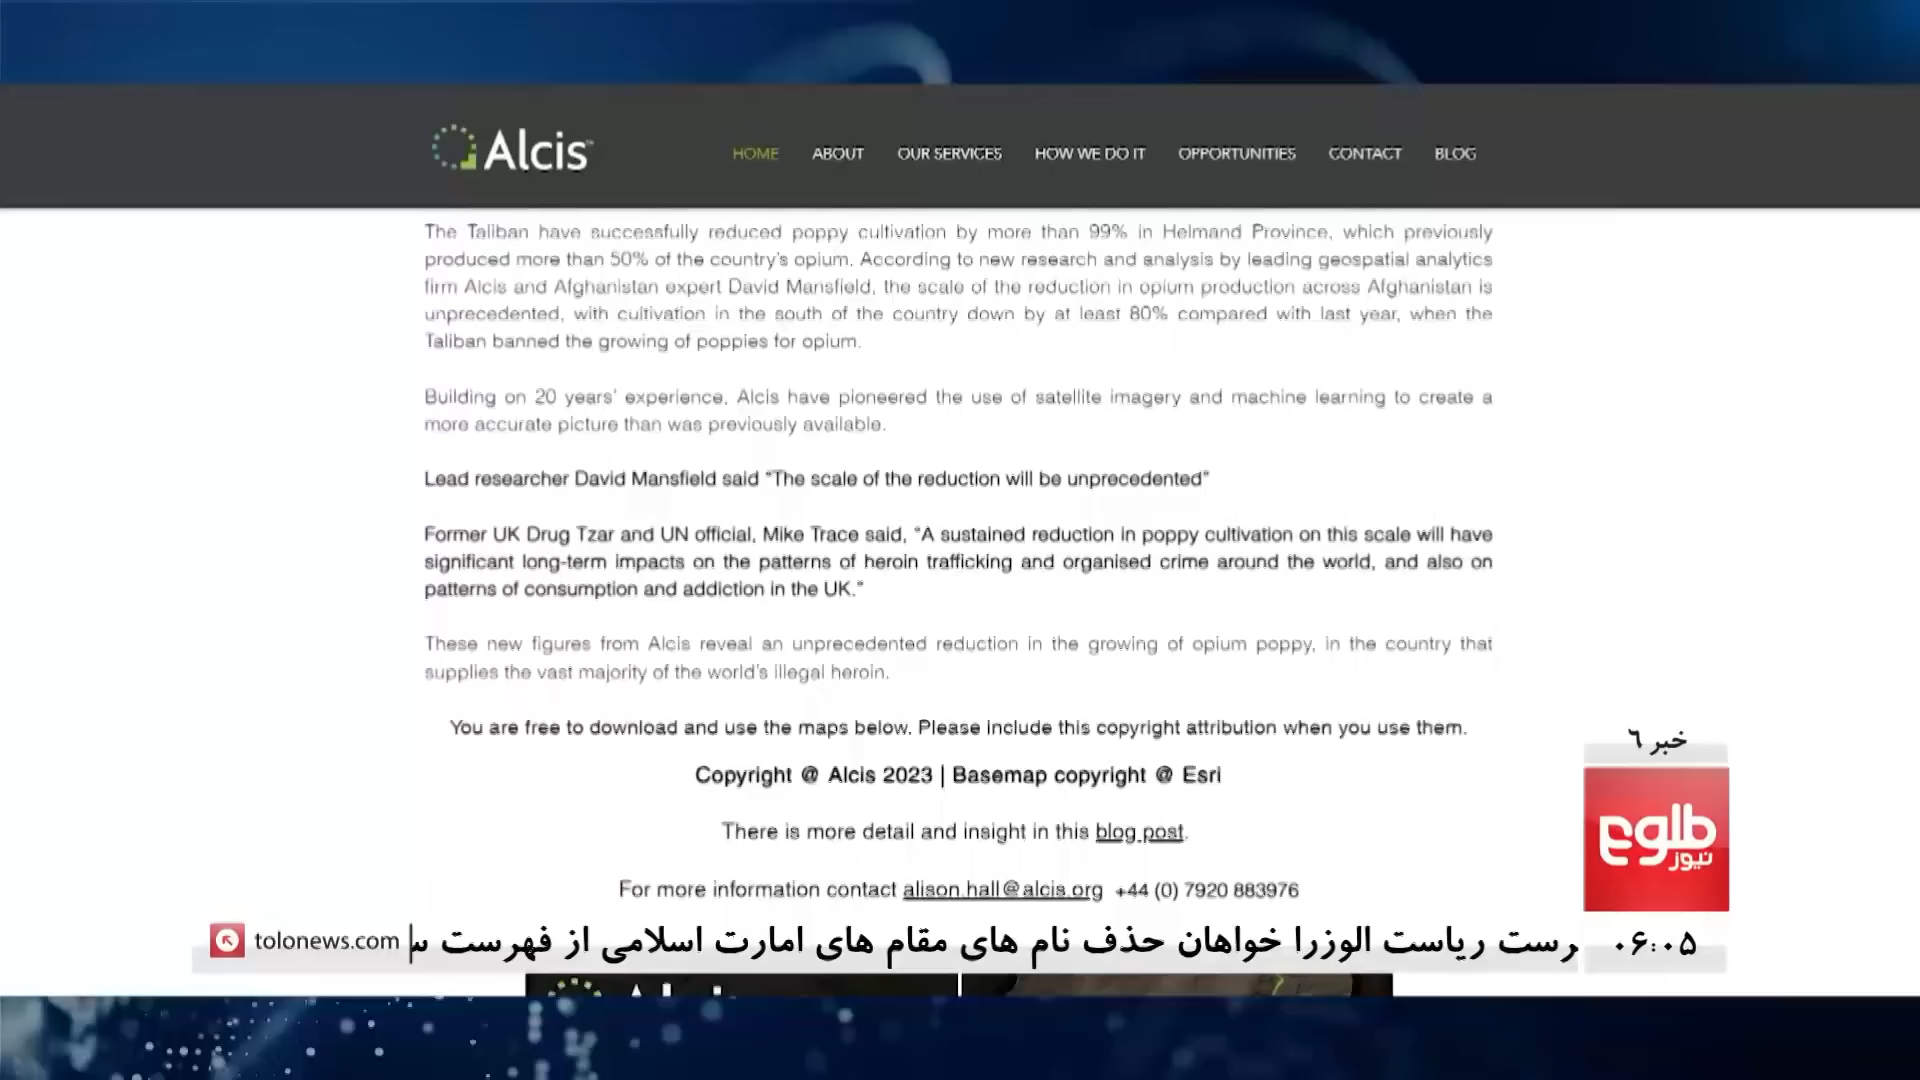 Alcis™
HOME ABOUT OUR SERVICES HOW WE DO IT OPPORTUNITIES CONTACT BLOG
The Taliban have successfully reduced poppy cultivation by more than 99% in Helmand Province, which previously
produced more than 50% of the country's opium. According to new research and analysis by leading geospatial analytics
firm Alcis and Afghanistan expert David Mansfield, the scale of the reduction in opium production across Afghanistan is
unprecedented, with cultivation in the south of the country down by at least 80% compared with last year, when the
Taliban banned the growing of poppies for opium.
Building on 20 years' experience, Alcis have pioneered the use of satellite imagery and machine learning to create a
more accurate picture than was previously available.
Lead researcher David Mansfield said "The scale of the reduction will be unprecedented"
Former UK Drug Tzar and UN official, Mike Trace said, "A sustained reduction in poppy cultivation on this scale will have
significant long-term impacts on the patterns of heroin trafficking and organised crime around the world, and also on
patterns of consumption and addiction in the UK."
These new figures from Alcis reveal an unprecedented reduction in the growing of opium poppy, in the country that
supplies the vast majority of the world's illegal heroin.
You are free to download and use the maps below. Please include this copyright attribution when you use them.
Copyright @ Alcis 2023 | Basemap copyright @ Esri
There is more detail and insight in this blog post.
For more information contact alison.hall@alcis.org +44 (0) 7920 883976
خبر ٦
طلوع
نیوز
۰۶:۰۵
tolonews.com
رست ریاست الوزرا خواهان حذف نام های مقام های امارت اسلامی از فهرست